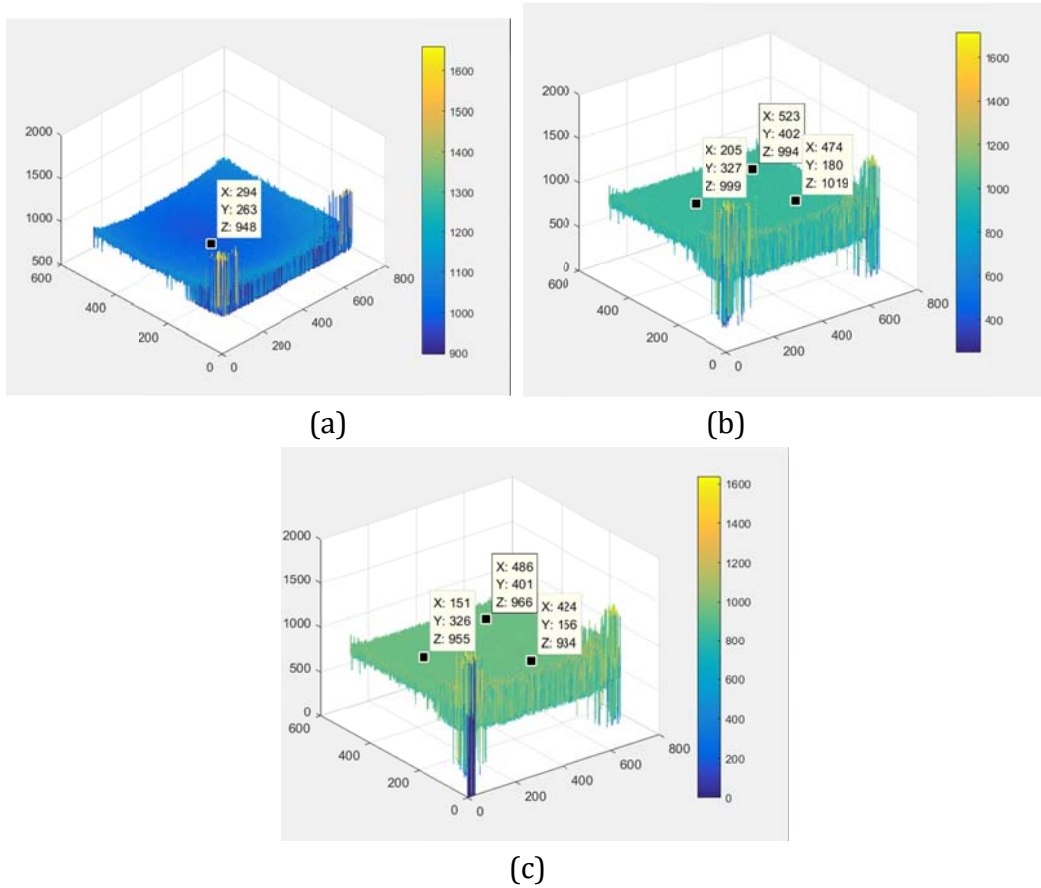 2000
1500
1000
500
600
400
200
0
0
200
400
600
800
X: 294
Y: 263
Z: 948
1600
1500
1400
1300
1200
1100
1000
900
(a)
2000
1500
1000
500
0
600
400
200
0
0
200
400
600
800
X: 205
Y: 327
Z: 999
X: 523
Y: 402
Z: 994
X: 474
Y: 180
Z: 1019
1600
1400
1200
1000
800
600
400
(b)
2000
1500
1000
500
0
600
400
200
0
0
200
400
600
800
X: 151
Y: 326
Z: 955
X: 486
Y: 401
Z: 966
X: 424
Y: 156
Z: 934
1600
1400
1200
1000
800
600
400
200
0
(c)